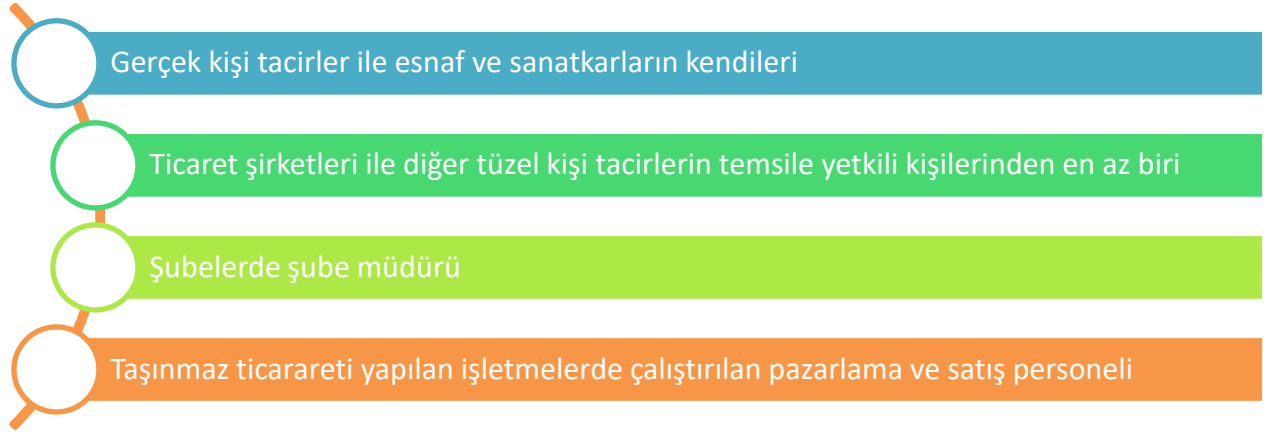 Gerçek kişi tacirler ile esnaf ve sanatkarların kendileri
Ticaret şirketleri ile diğer tüzel kişi tacirlerin temsile yetkili kişilerinden en az biri
Şubelerde şube müdürü
Taşınmaz ticarareti yapılan işletmelerde çalıştırılan pazarlama ve satış personeli